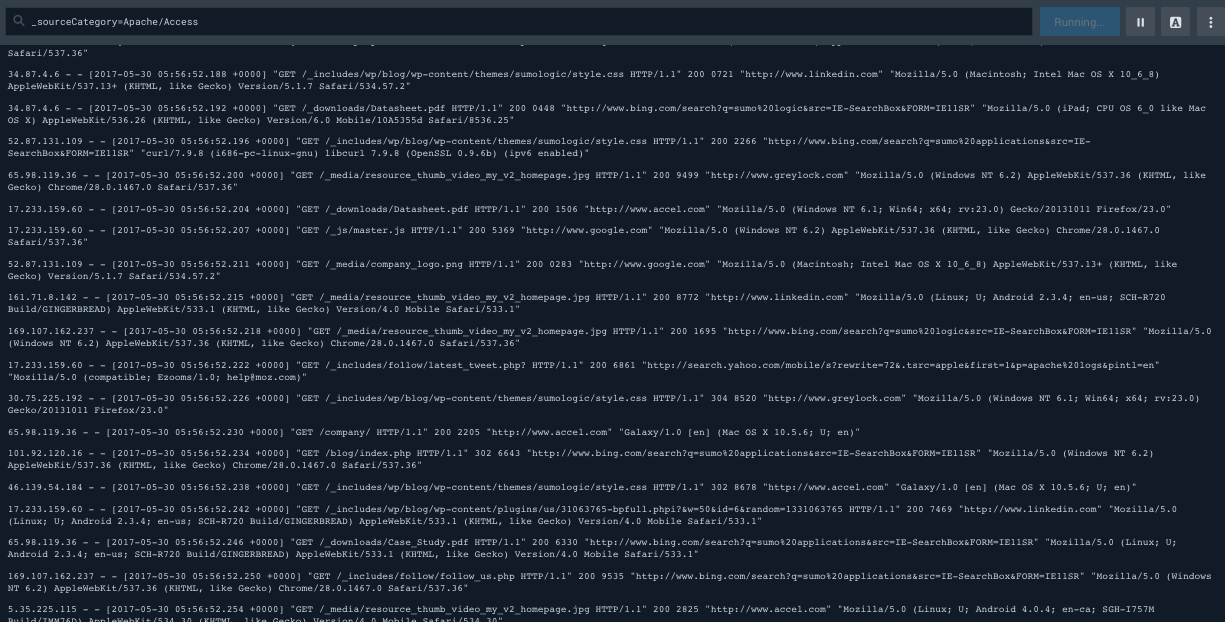 _sourceCategory=Apache/Access
Running...
A
Safari/537.36"
34.87.4.6 - - [2017-05-30 05:56:52.188 +0000] "GET /_includes/wp/blog/wp-content/themes/sumologic/style.css HTTP/1.1" 200 0721 "http://www.linkedin.com" "Mozilla/5.0 (Macintosh; Intel Mac OS X 10_6_8)
AppleWebKit/537.13+ (KHTML, like Gecko) Version/5.1.7 Safari/534.57.2"
34.87.4.6 - - [2017-05-30 05:56:52.192 +0000] "GET /_downloads/Datasheet.pdf HTTP/1.1" 200 0448 "http://www.bing.com/search?q=sumo%20logic&src=IE-SearchBox&FORM=IE11SR" "Mozilla/5.0 (iPad; CPU OS 6_0 like Mac
OS X) AppleWebKit/536.26 (KHTML, like Gecko) Version/6.0 Mobile/10A5355d Safari/8536.25"
52.87.131.109 - - [2017-05-30 05:56:52.196 +0000] "GET /_includes/wp/blog/wp-content/themes/sumologic/style.css HTTP/1.1" 200 2266 "http://www.bing.com/search?q=sumo%20applications&src=IE-
SearchBox&FORM=IE11SR" "curl/7.9.8 (i686-pc-linux-gnu) libcurl 7.9.8 (OpenSSL 0.9.6b) (ipv6 enabled)"
65.98.119.36 - - [2017-05-30 05:56:52.200 +0000] "GET /_media/resource_thumb_video_my_v2_homepage.jpg HTTP/1.1" 200 9499 "http://www.greylock.com" "Mozilla/5.0 (Windows NT 6.2) AppleWebKit/537.36 (KHTML, like
Gecko) Chrome/28.0.1467.0 Safari/537.36"
17.233.159.60 - - [2017-05-30 05:56:52.204 +0000] "GET /_downloads/Datasheet.pdf HTTP/1.1" 200 1506 "http://www.accel.com" "Mozilla/5.0 (Windows NT 6.1; Win64; x64; rv:23.0) Gecko/20131011 Firefox/23.0"
17.233.159.60 - - [2017-05-30 05:56:52.207 +0000] "GET /_js/master.js HTTP/1.1" 200 5369 "http://www.google.com" "Mozilla/5.0 (Windows NT 6.2) AppleWebKit/537.36 (KHTML, like Gecko) Chrome/28.0.1467.0
Safari/537.36"
52.87.131.109 - - [2017-05-30 05:56:52.211 +0000] "GET /_media/company_logo.png HTTP/1.1" 200 0283 "http://www.google.com" "Mozilla/5.0 (Macintosh; Intel Mac OS X 10_6_8) AppleWebKit/537.13+ (KHTML, like
Gecko) Version/5.1.7 Safari/534.57.2"
161.71.8.142 - - [2017-05-30 05:56:52.215 +0000] "GET /_media/resource_thumb_video_my_v2_homepage.jpg HTTP/1.1" 200 8772 "http://www.linkedin.com" "Mozilla/5.0 (Linux; U; Android 2.3.4; en-us; SCH-R720
Build/GINGERBREAD) AppleWebKit/533.1 (KHTML, like Gecko) Version/4.0 Mobile Safari/533.1"
169.107.162.237 - - [2017-05-30 05:56:52.218 +0000] "GET /_media/resource_thumb_video_my_v2_homepage.jpg HTTP/1.1" 200 1695 "http://www.bing.com/search?q=sumo%20logic&src=IE-SearchBox&FORM=IE11SR" "Mozilla/5.0
(Windows NT 6.2) AppleWebKit/537.36 (KHTML, like Gecko) Chrome/28.0.1467.0 Safari/537.36"
17.233.159.60 - - [2017-05-30 05:56:52.222 +0000] "GET /_includes/follow/latest_tweet.php? HTTP/1.1" 200 6861 "http://search.yahoo.com/mobile/s?rewrite=72&.tsrc=apple&first=1&p=apache%20logs&pintl=en"
"Mozilla/5.0 (compatible; Ezooms/1.0; help@moz.com)"
30.75.225.192 - - [2017-05-30 05:56:52.226 +0000] "GET /_includes/wp/blog/wp-content/themes/sumologic/style.css HTTP/1.1" 304 8520 "http://www.greylock.com" "Mozilla/5.0 (Windows NT 6.1; Win64; x64; rv:23.0)
Gecko/20131011 Firefox/23.0"
65.98.119.36 - - [2017-05-30 05:56:52.230 +0000] "GET /company/ HTTP/1.1" 200 2205 "http://www.accel.com" "Galaxy/1.0 [en] (Mac OS X 10.5.6; U; en)"
101.92.120.16 - - [2017-05-30 05:56:52.234 +0000] "GET /blog/index.php HTTP/1.1" 302 6643 "http://www.bing.com/search?q=sumo%20applications&src=IE-SearchBox&FORM=IE11SR" "Mozilla/5.0 (Windows NT 6.2)
AppleWebKit/537.36 (KHTML, like Gecko) Chrome/28.0.1467.0 Safari/537.36"
46.139.54.184 - - [2017-05-30 05:56:52.238 +0000] "GET /_includes/wp/blog/wp-content/themes/sumologic/style.css HTTP/1.1" 302 8678 "http://www.accel.com" "Galaxy/1.0 [en] (Mac OS X 10.5.6; U; en)"
17.233.159.60 - - [2017-05-30 05:56:52.242 +0000] "GET /_includes/wp/blog/wp-content/plugins/us/31063765-bpfull.phpi?&w=50&id=6&random=1331063765 HTTP/1.1" 200 7469 "http://www.linkedin.com" "Mozilla/5.0
(Linux; U; Android 2.3.4; en-us; SCH-R720 Build/GINGERBREAD) AppleWebKit/533.1 (KHTML, like Gecko) Version/4.0 Mobile Safari/533.1"
65.98.119.36 - - [2017-05-30 05:56:52.246 +0000] "GET /_downloads/Case_Study.pdf HTTP/1.1" 200 6330 "http://www.bing.com/search?q=sumo%20applications&src=IE-SearchBox&FORM=IE11SR" "Mozilla/5.0 (Linux; U;
Android 2.3.4; en-us; SCH-R720 Build/GINGERBREAD) AppleWebKit/533.1 (KHTML, like Gecko) Version/4.0 Mobile Safari/533.1"
169.107.162.237 - - [2017-05-30 05:56:52.250 +0000] "GET /_includes/follow/follow_us.php HTTP/1.1" 200 9535 "http://www.bing.com/search?q=sumo%20applications&src=IE-SearchBox&FORM=IE11SR" "Mozilla/5.0 (Windows
NT 6.2) AppleWebKit/537.36 (KHTML, like Gecko) Chrome/28.0.1467.0 Safari/537.36"
5.35.225.115 - - [2017-05-30 05:56:52.254 +0000] "GET /_media/resource_thumb_video_my_v2_homepage.jpg HTTP/1.1" 200 2825 "http://www.accel.com" "Mozilla/5.0 (Linux; U; Android 4.0.4; en-ca; SGH-I757M
Build/IMM76D) AppleWebKit/534.30 (KHTML, like Gecko) Version/4.0 Mobile Safari/534.30"